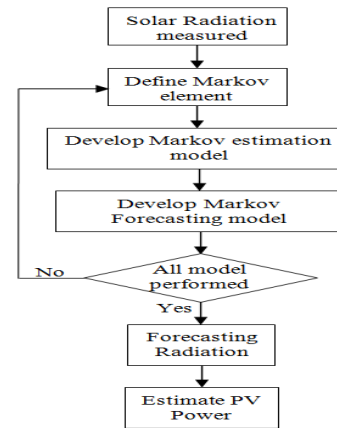 Solar Radiation
measured
Define Markov
element
Develop Markov estimation
model
Develop Markov
Forecasting model
All model
performed
No
Yes
Forecasting
Radiation
Estimate PV
Power